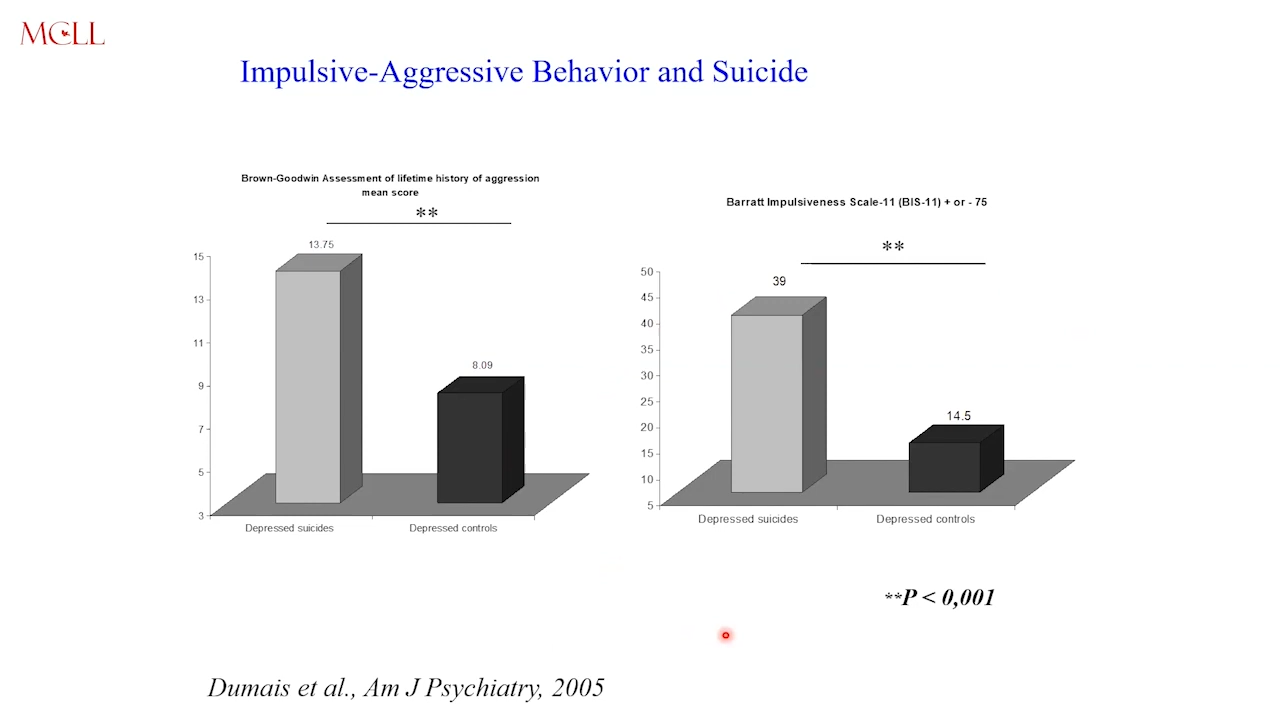 MCLL
Impulsive-Aggressive Behavior and Suicide
Brown-Goodwin Assessment of lifetime history of aggression
mean score
**
13.75
8.09
15
13
11
9
7
5
3
Depressed suicides
Depressed controls
Barratt Impulsiveness Scale-11 (BIS-11) + or - 75
**
39
14.5
50
45
40
35
30
25
20
15
10
5
Depressed suicides
Depressed controls
**P < 0,001
Dumais et al., Am J Psychiatry, 2005